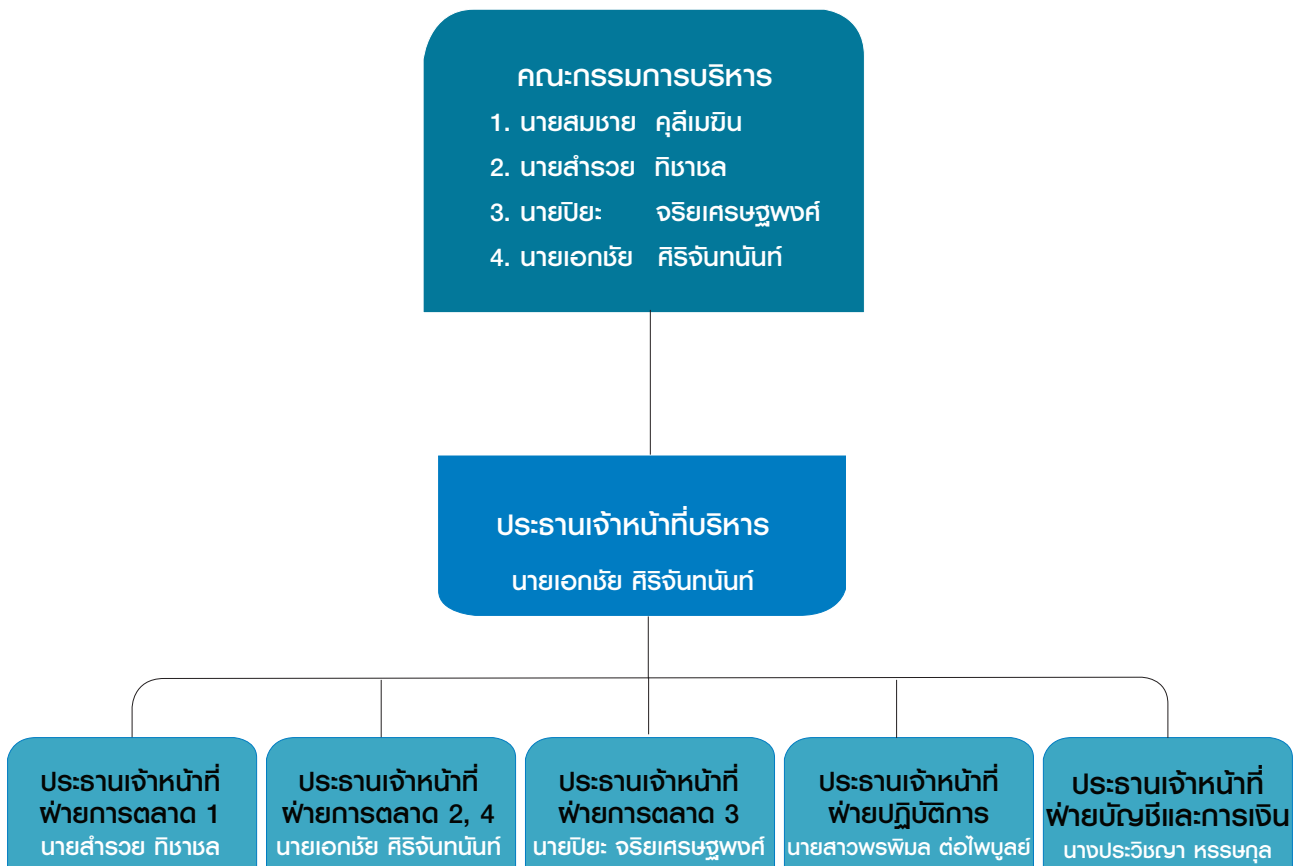 คณะกรรมการบริหาร
1. นายสมชาย คุลีเมฆิน
2. นายสำรวย ทิชาชล
3. นายปิยะ จริยเศรษฐพงศ์
4. นายเอกชัย ศิริจันทนันท์
ประธานเจ้าหน้าที่บริหาร
นายเอกชัย ศิริจันทนันท์
ประธานเจ้าหน้าที่
ฝ่ายการตลาด 1
นายสำรวย ทิชาชล
ประธานเจ้าหน้าที่
ฝ่ายการตลาด 2, 4
นายเอกชัย ศิริจันทนันท์
ประธานเจ้าหน้าที่
ฝ่ายการตลาด 3
นายปิยะ จริยเศรษฐพงศ์
ประธานเจ้าหน้าที่
ฝ่ายปฏิบัติการ
นายสาวพรพิมล ต่อไพบูลย์
ประธานเจ้าหน้าที่
ฝ่ายบัญชีและการเงิน
นางประวิชญา หรรษกุล